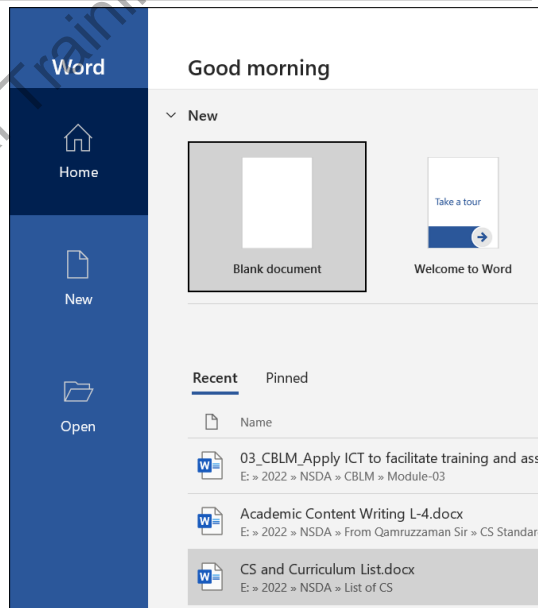 Word
Good morning
New
Home
Take a tour
Blank document
Welcome to Word
New
Recent
Pinned
Open
Name
03_CBLM_Apply ICT to facilitate training and ass
E: » 2022 » NSDA » CBLM » Module-03
Academic Content Writing L-4.docx
E: » 2022 » NSDA » From Qamruzzaman Sir » CS Standar
CS and Curriculum List.docx
E: » 2022 » NSDA » List of CS